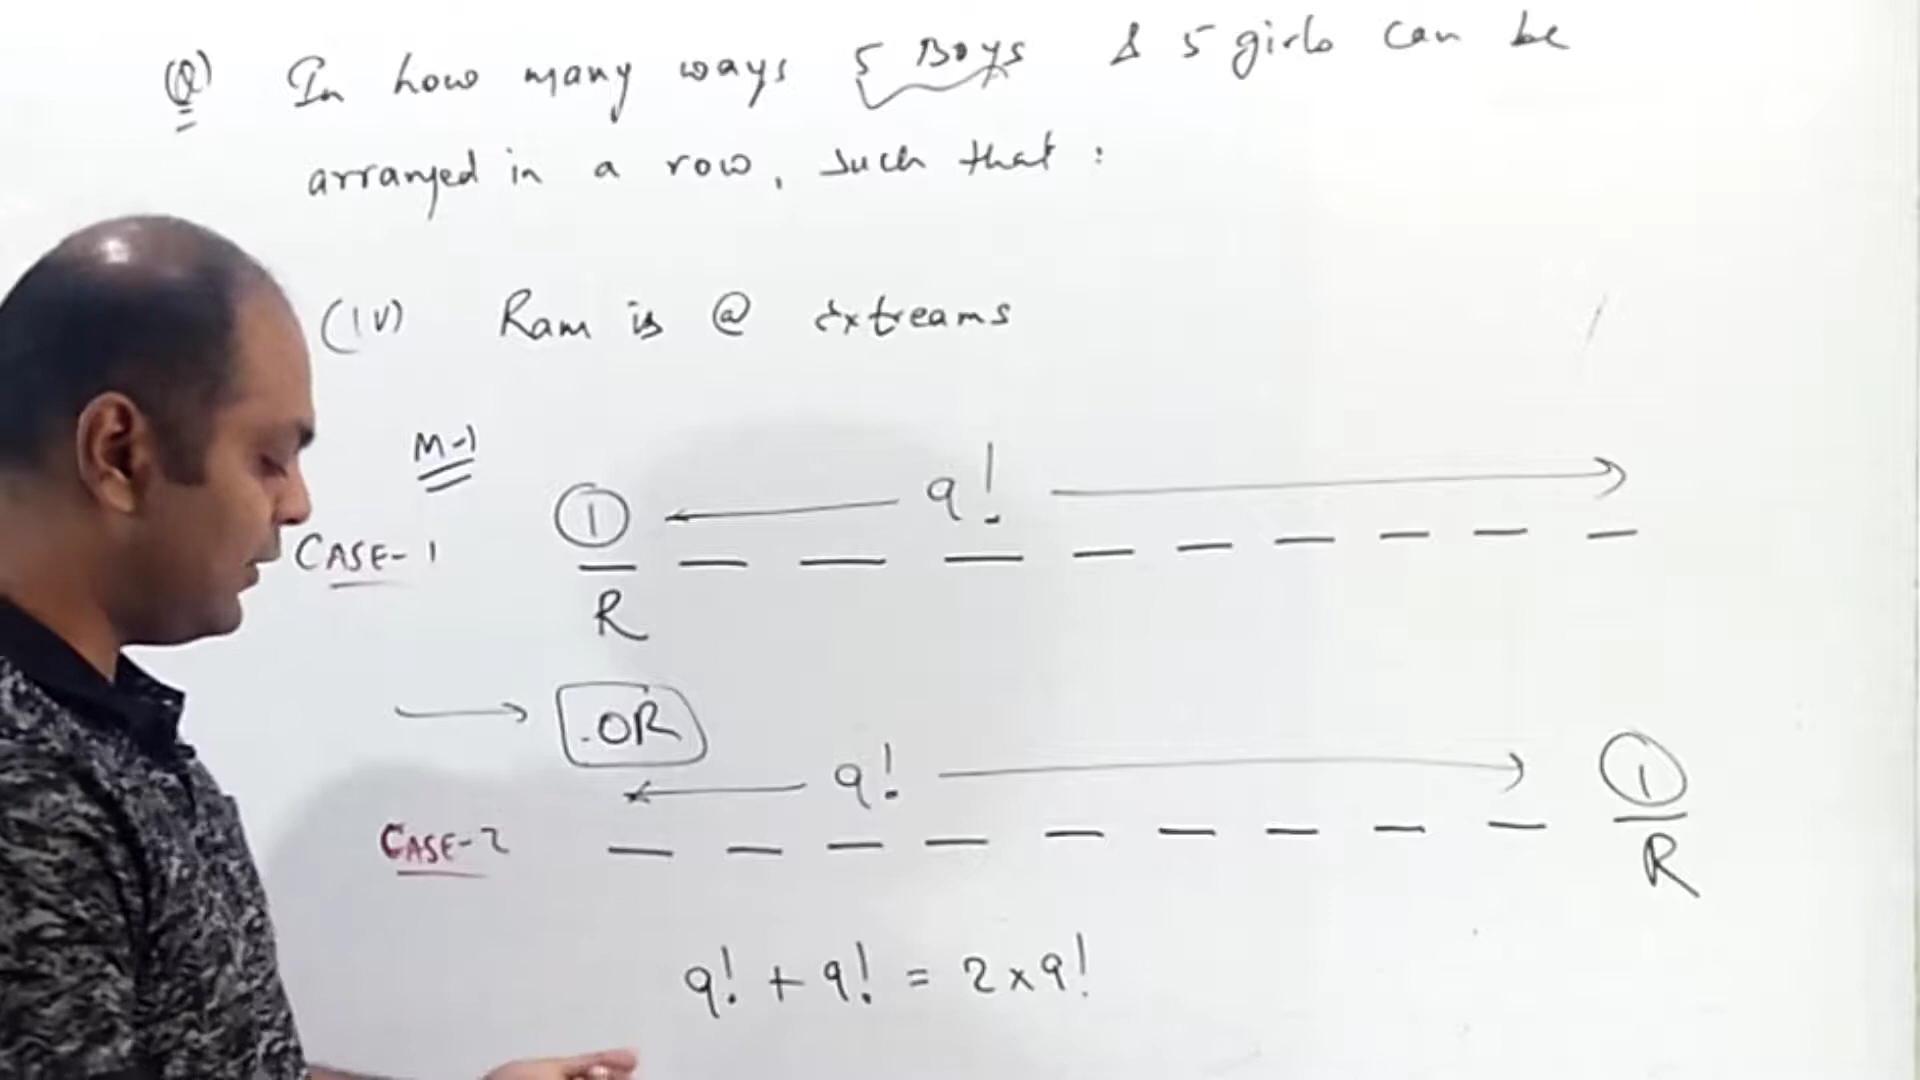 (Q) In how many ways 5 Boys & 5 girls can be
arranged in a row, such that :
(IV) Ram is @ extreams
M-1
① 9!
CASE-1
R
OR
9! ①
CASE-2
R
9! + 9! = 2 x 9!